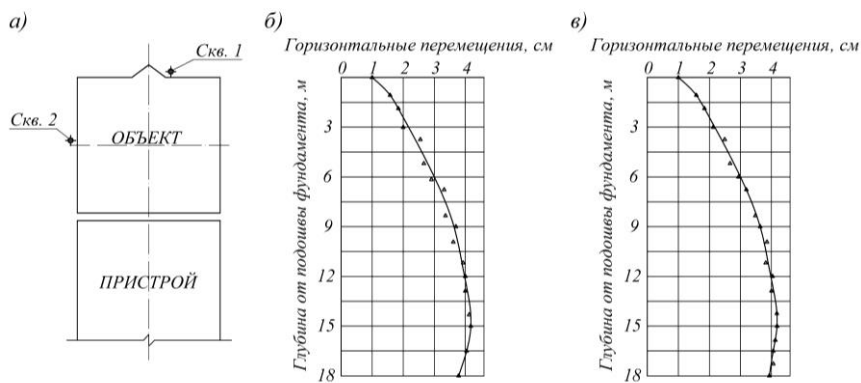 а)
Скв. 1
Скв. 2
ОБЪЕКТ
ПРИСТРОЙ
б)
Горизонтальные перемещения, см
0 1 2 3 4
Глубина от подошвы фундамента, м
3
6
9
12
15
18
в)
Горизонтальные перемещения, см
0 1 2 3 4
Глубина от подошвы фундамента, м
3
6
9
12
15
18